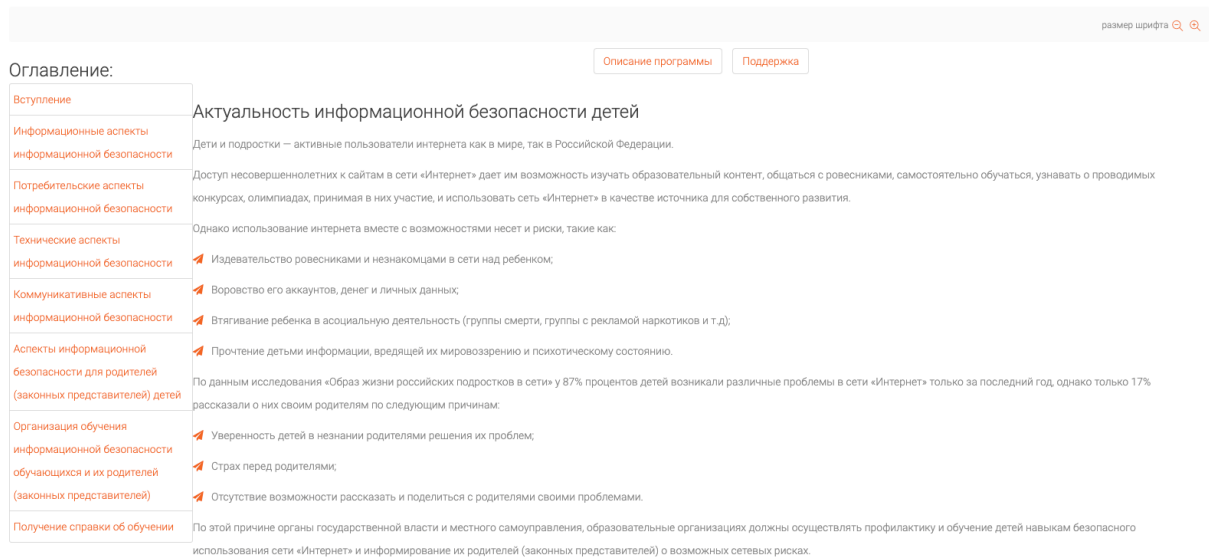 размер шрифта
Описание программы
Поддержка
Оглавление:
Вступление
Информационные аспекты
информационной безопасности
Потребительские аспекты
информационной безопасности
Технические аспекты
информационной безопасности
Коммуникативные аспекты
информационной безопасности
Аспекты информационной
безопасности для родителей
(законных представителей) детей
Организация обучения
информационной безопасности
обучающихся и их родителей
(законных представителей)
Получение справки об обучении
Актуальность информационной безопасности детей
Дети и подростки — активные пользователи интернета как в мире, так в Российской Федерации.
Доступ несовершеннолетних к сайтам в сети «Интернет» дает им возможность изучать образовательный контент, общаться с ровесниками, самостоятельно обучаться, узнавать о проводимых
конкурсах, олимпиадах, принимая в них участие, и использовать сеть «Интернет» в качестве источника для собственного развития.
Однако использование интернета вместе с возможностями несет и риски, такие как:
Издевательство ровесниками и незнакомцами в сети над ребенком;
Воровство его аккаунтов, денег и личных данных;
Втягивание ребенка в асоциальную деятельность (группы смерти, группы с рекламой наркотиков и т.д);
Прочтение детьми информации, вредящей их мировоззрению и психотическому состоянию.
По данным исследования «Образ жизни российских подростков в сети» у 87% процентов детей возникали различные проблемы в сети «Интернет» только за последний год, однако только 17%
рассказали о них своим родителям по следующим причинам:
Уверенность детей в незнании родителями решения их проблем;
Страх перед родителями;
Отсутствие возможности рассказать и поделиться с родителями своими проблемами.
По этой причине органы государственной власти и местного самоуправления, образовательные организациях должны осуществлять профилактику и обучение детей навыкам безопасного
использования сети «Интернет» и информирование их родителей (законных представителей) о возможных сетевых рисках.